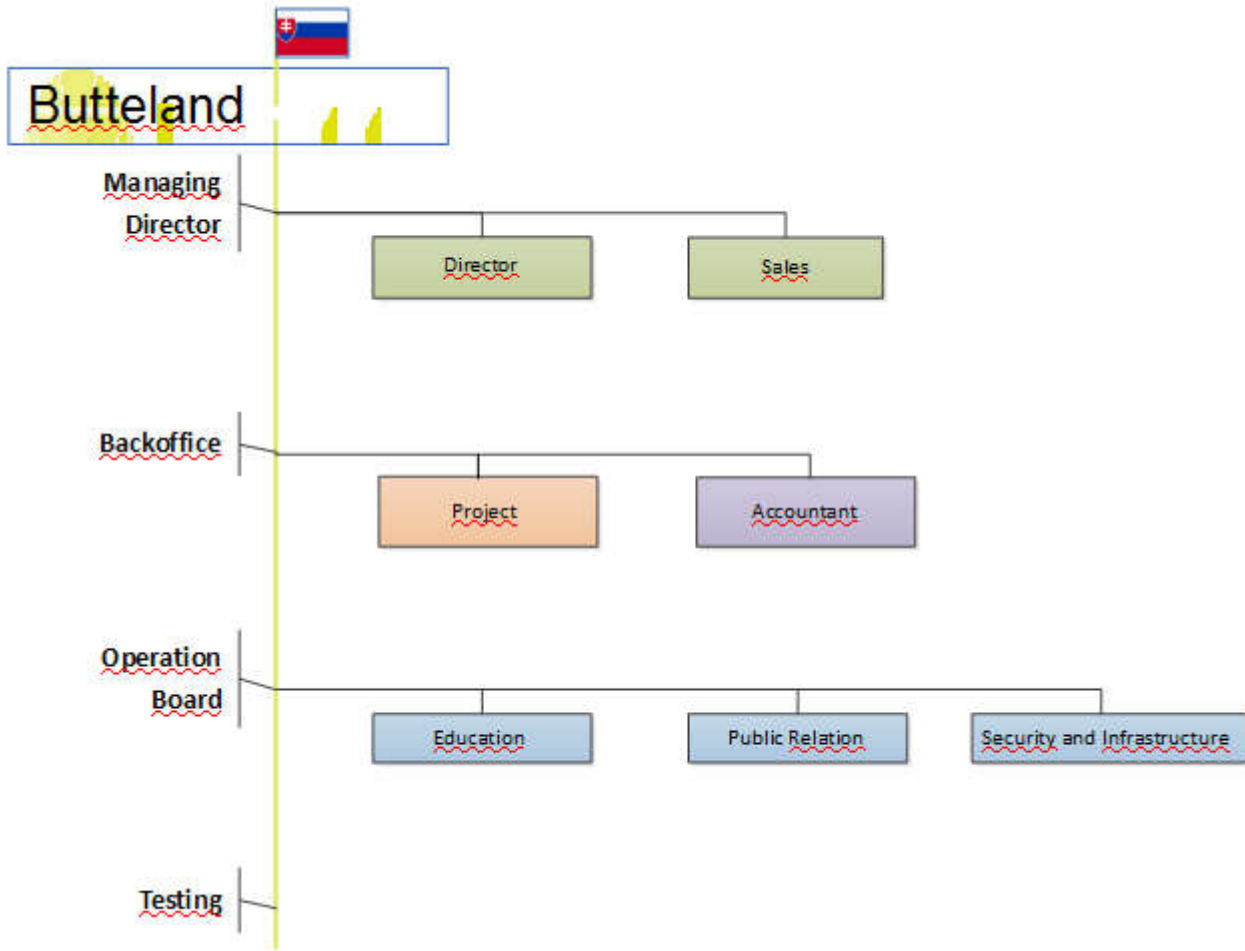 Butteland
Managing
Director
Director
Sales
Backoffice
Project
Accountant
Operation
Board
Education
Public Relation
Security and Infrastructure
Testing